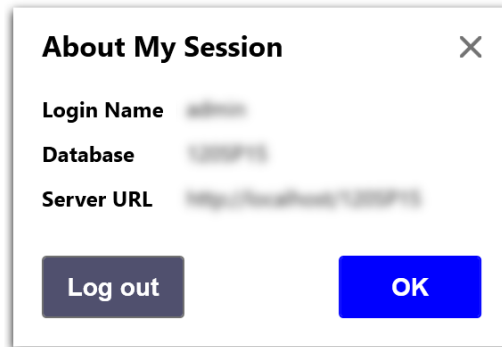 About My Session
Login Name
Database
Server URL
Log out
OK